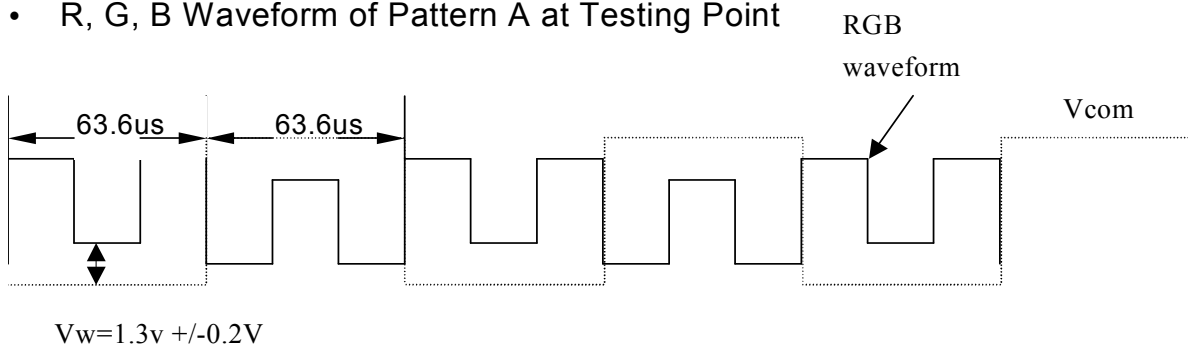 • R, G, B Waveform of Pattern A at Testing Point
RGB
waveform
Vcom
63.6us
63.6us
Vw=1.3v +/-0.2V